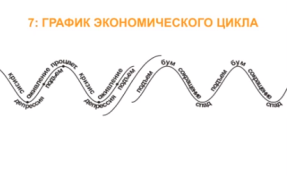 7: ГРАФИК ЭКОНОМИЧЕСКОГО ЦИКЛА
кризис
депрессия
оживление
подъем
процвет.
кризис
депрессия
оживление
подъем
подъем
бум
сокращение
спад
подъем
бум
сокращение
спад